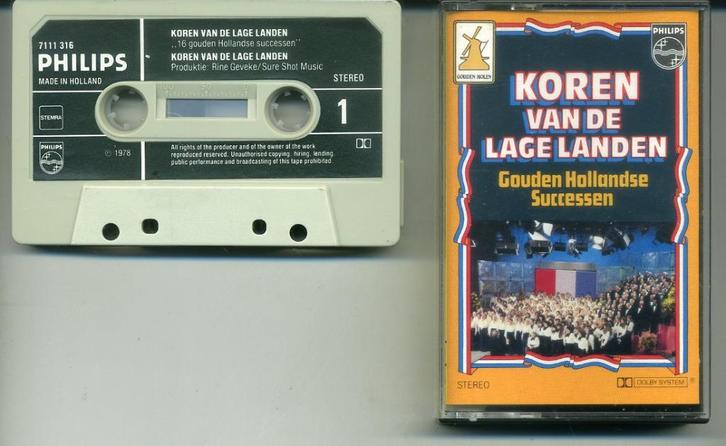 7111 316
PHILIPS
MADE IN HOLLAND
STEMRA
PHILIPS
℗ 1978
KOREN VAN DE LAGE LANDEN
,,16 gouden Hollandse successen''
KOREN VAN DE LAGE LANDEN
Produktie: Rine Geveke/Sure Shot Music
STEREO
1
All rights of the producer and of the owner of the work
reproduced reserved. Unauthorised copying, hiring, lending,
public performance and broadcasting of this tape prohibited.
GOUDEN MOLEN
PHILIPS
KOREN
VAN DE
LAGE LANDEN
Gouden Hollandse
Successen
STEREO
DOLBY SYSTEM ®